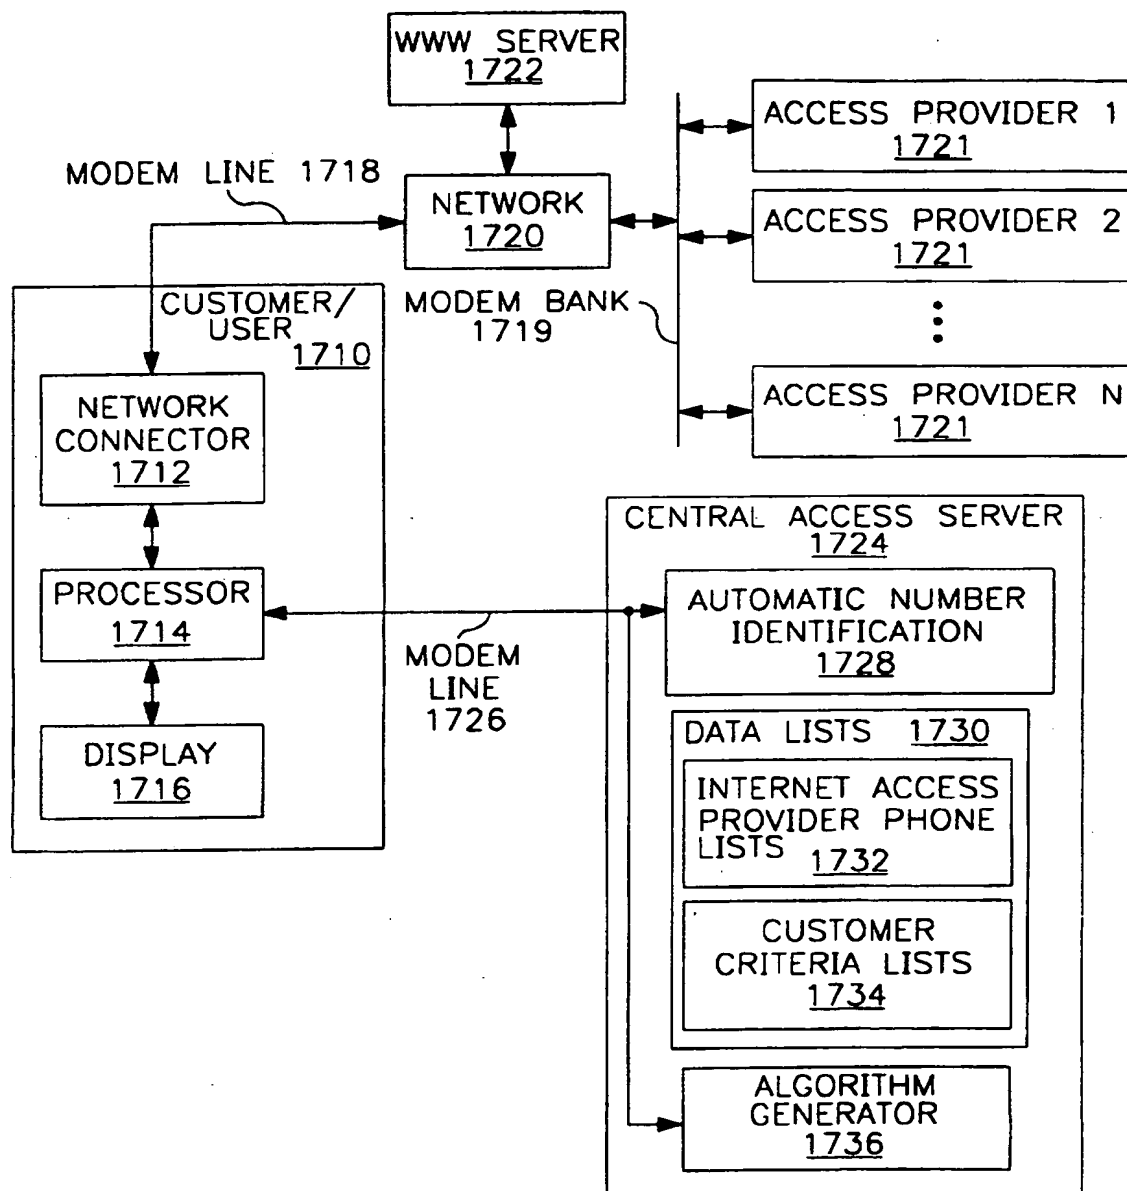 WWW SERVER
1722
ACCESS PROVIDER 1
1721
MODEM LINE 1718
NETWORK
1720
ACCESS PROVIDER 2
1721
MODEM BANK
1719
ACCESS PROVIDER N
1721
CUSTOMER/
USER
1710
NETWORK
CONNECTOR
1712
PROCESSOR
1714
DISPLAY
1716
MODEM
LINE
1726
CENTRAL ACCESS SERVER
1724
AUTOMATIC NUMBER
IDENTIFICATION
1728
DATA LISTS 1730
INTERNET ACCESS
PROVIDER PHONE
LISTS 1732
CUSTOMER
CRITERIA LISTS
1734
ALGORITHM
GENERATOR
1736